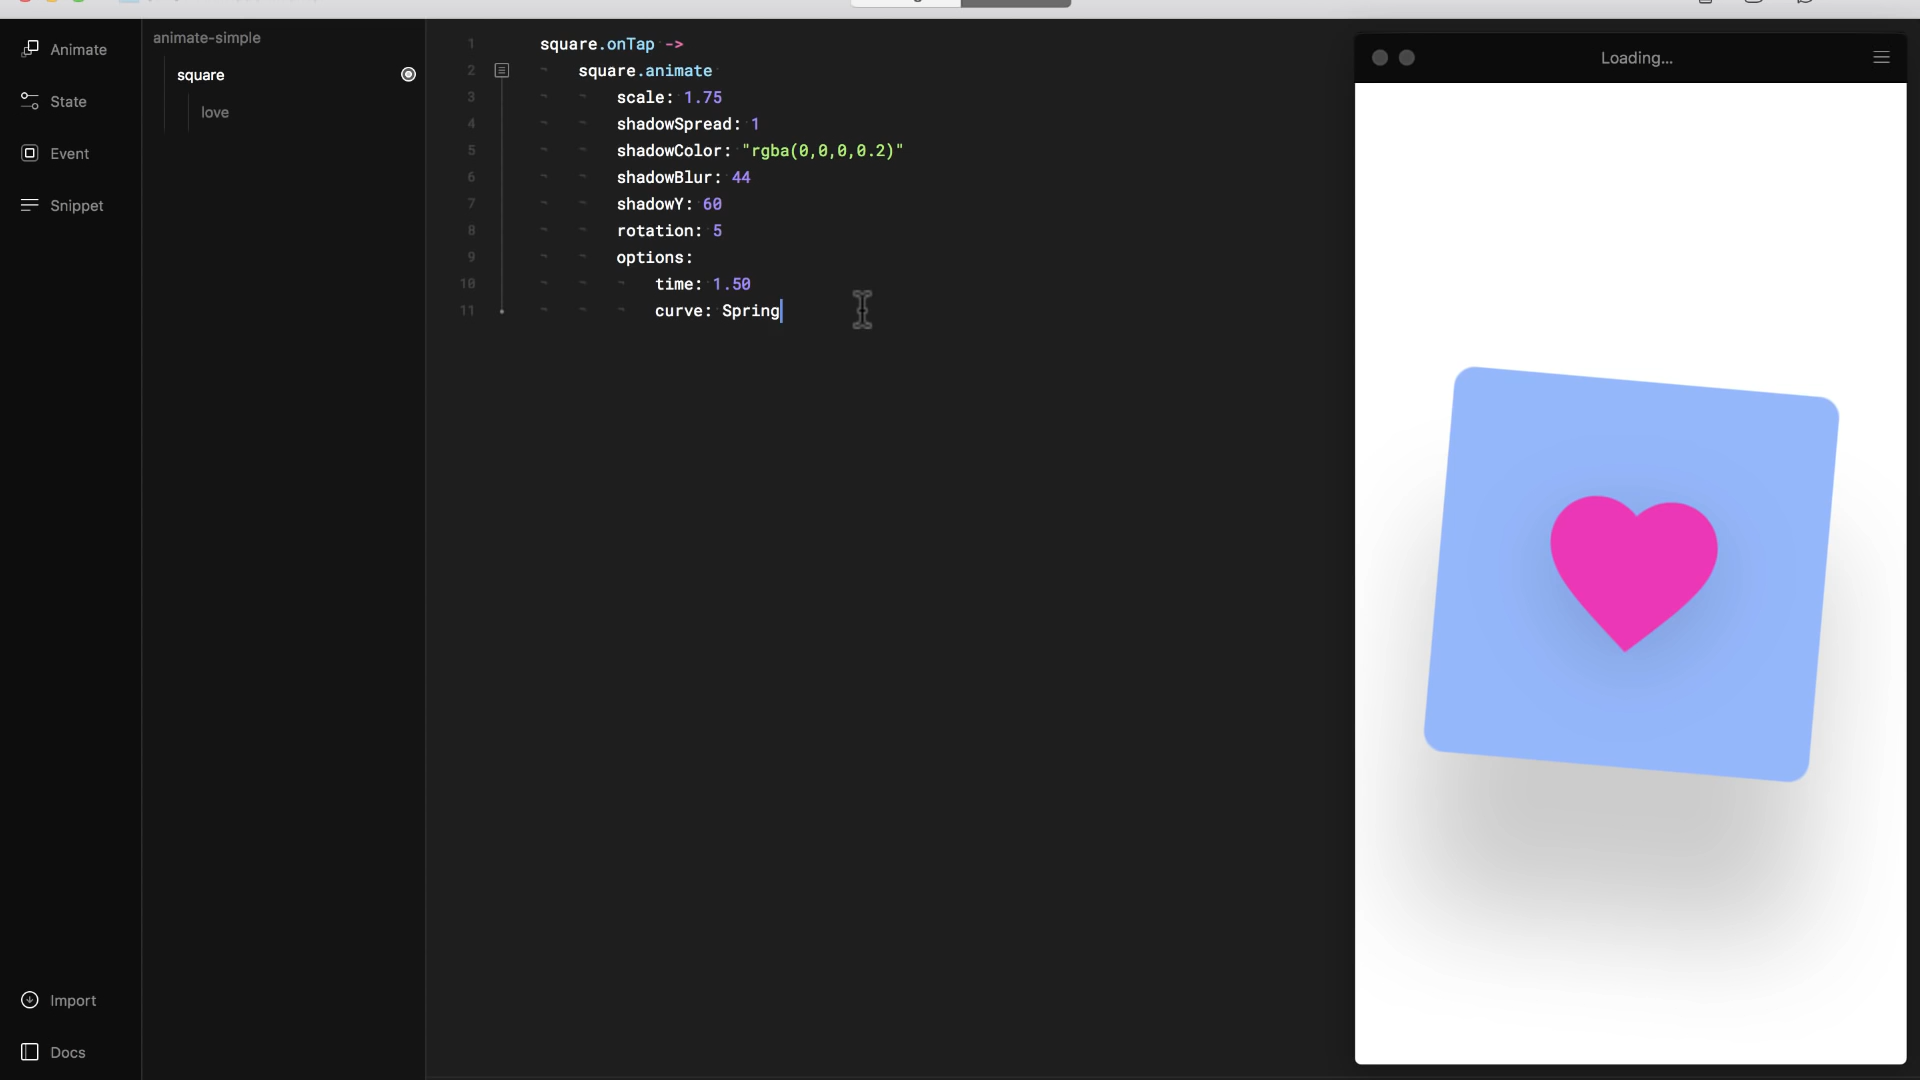 Animate
State
Event
Snippet
Import
Docs
animate-simple
square
love
1 square.onTap ->
2 square.animate
3 scale: 1.75
4 shadowSpread: 1
5 shadowColor: "rgba(0,0,0,0.2)"
6 shadowBlur: 44
7 shadowY: 60
8 rotation: 5
9 options:
10 time: 1.50
11 curve: Spring
Loading...